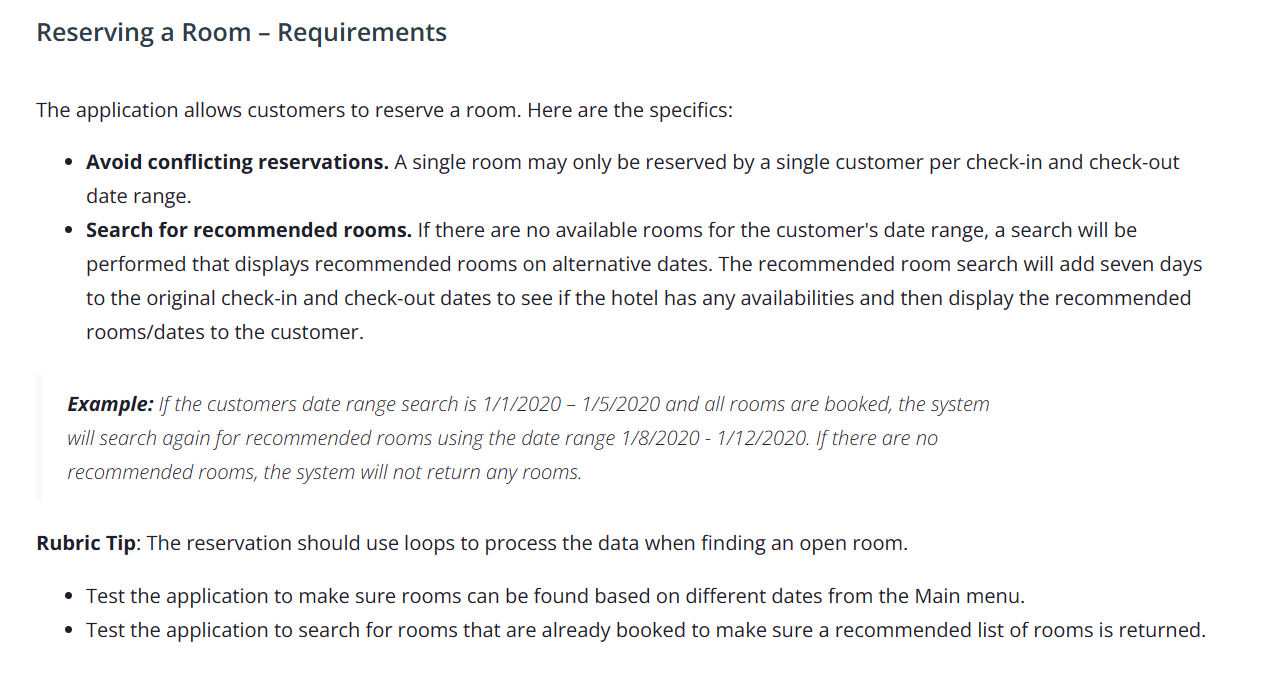 Reserving a Room – Requirements
The application allows customers to reserve a room. Here are the specifics:
• Avoid conflicting reservations. A single room may only be reserved by a single customer per check-in and check-out
date range.
• Search for recommended rooms. If there are no available rooms for the customer's date range, a search will be
performed that displays recommended rooms on alternative dates. The recommended room search will add seven days
to the original check-in and check-out dates to see if the hotel has any availabilities and then display the recommended
rooms/dates to the customer.
Example: If the customers date range search is 1/1/2020 – 1/5/2020 and all rooms are booked, the system
will search again for recommended rooms using the date range 1/8/2020 - 1/12/2020. If there are no
recommended rooms, the system will not return any rooms.
Rubric Tip: The reservation should use loops to process the data when finding an open room.
• Test the application to make sure rooms can be found based on different dates from the Main menu.
• Test the application to search for rooms that are already booked to make sure a recommended list of rooms is returned.